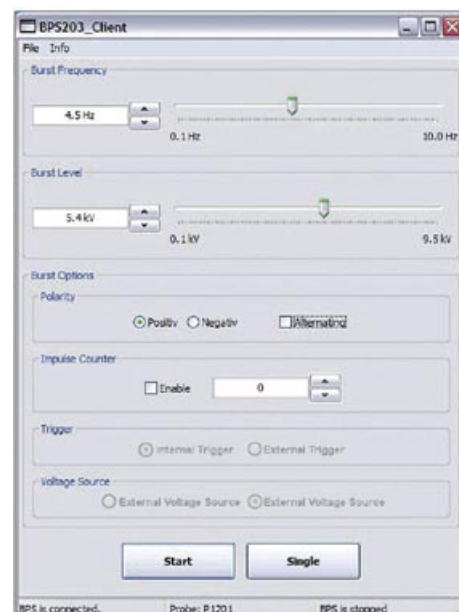 BPS203_Client
File Info
Burst Frequency
4.5 Hz
0.1 Hz 10.0 Hz
Burst Level
5.4 kV
0.1 kV 9.5 kV
Burst Options
Polarity
Positiv Negativ Alternating
Impulse Counter
Enable 0
Trigger
Internal Trigger External Trigger
Voltage Source
External Voltage Source External Voltage Source
Start Single
BPS is connected. Probe: P1201 BPS is stopped